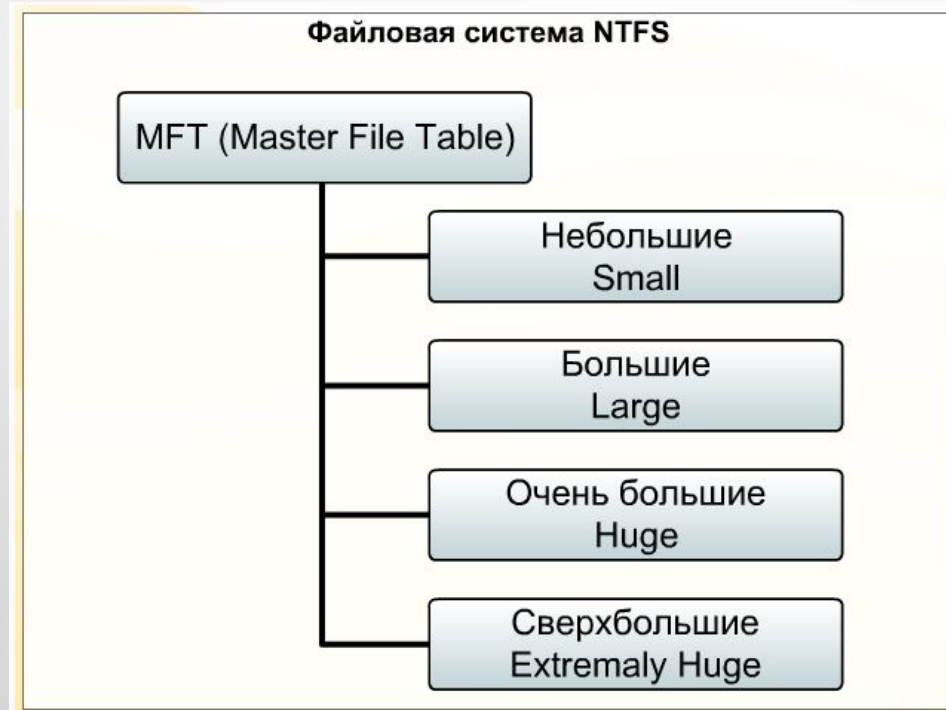 Файловая система NTFS
MFT (Master File Table)
Небольшие
Small
Большие
Large
Очень большие
Huge
Сверхбольшие
Extremaly Huge